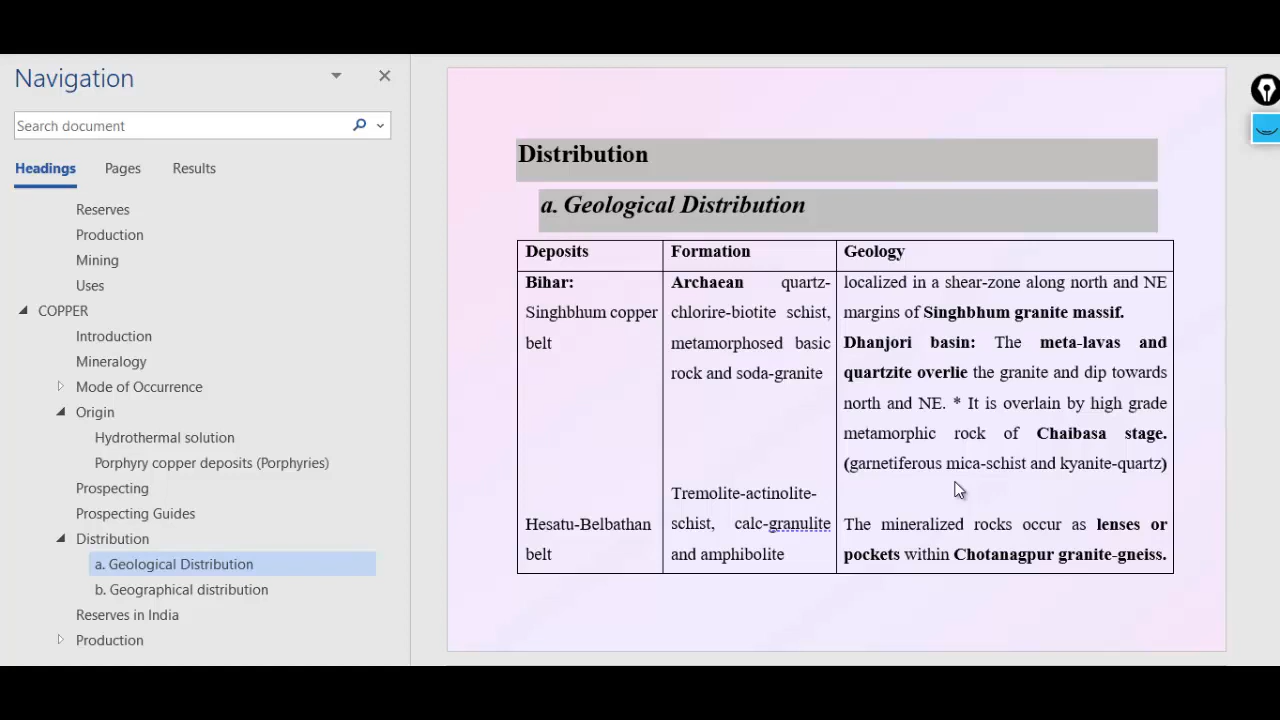 Navigation
Search document
Headings Pages Results
Reserves
Production
Mining
Uses
COPPER
Introduction
Mineralogy
Mode of Occurrence
Origin
Hydrothermal solution
Porphyry copper deposits (Porphyries)
Prospecting
Prospecting Guides
Distribution
a. Geological Distribution
b. Geographical distribution
Reserves in India
Production
Distribution
a. Geological Distribution
Deposits Formation Geology
Bihar:
Singhbhum copper
belt
Archaean quartz-
chlorire-biotite schist,
metamorphosed basic
rock and soda-granite
localized in a shear-zone along north and NE
margins of Singhbhum granite massif.
Dhanjori basin: The meta-lavas and
quartzite overlie the granite and dip towards
north and NE. * It is overlain by high grade
metamorphic rock of Chaibasa stage.
(garnetiferous mica-schist and kyanite-quartz)
Hesatu-Belbathan
belt
Tremolite-actinolite-
schist, calc-granulite
and amphibolite
The mineralized rocks occur as lenses or
pockets within Chotanagpur granite-gneiss.